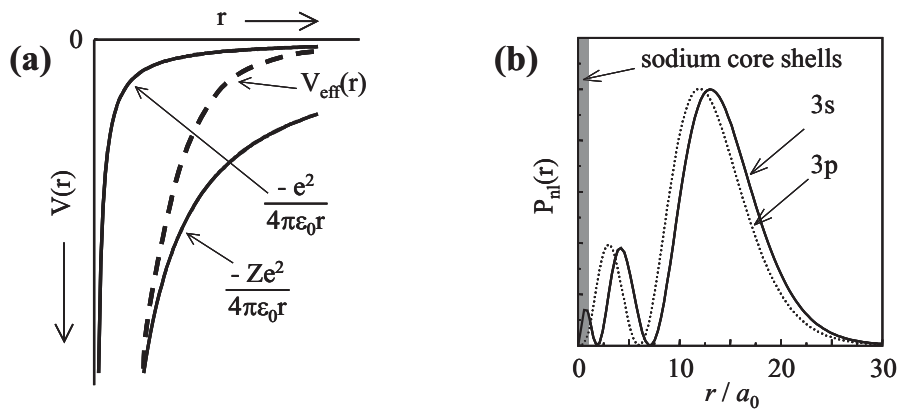 (a)
r
0
V(r)
V_eff(r)
- e²
4πε₀r
- Ze²
4πε₀r
(b)
sodium core shells
3s
3p
P_nl(r)
0 10 20 30
r / a₀